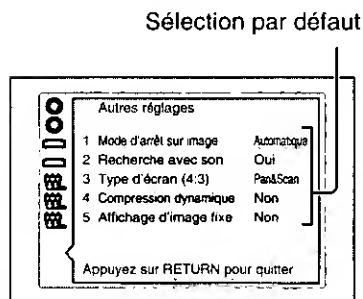 Sélection par défaut
Autres réglages
1 Mode d'arrêt sur image Automatique
2 Recherche avec son Oui
3 Type d'écran (4:3) Pan&Scan
4 Compression dynamique Non
5 Affichage d'image fixe Non
Appuyez sur RETURN pour quitter